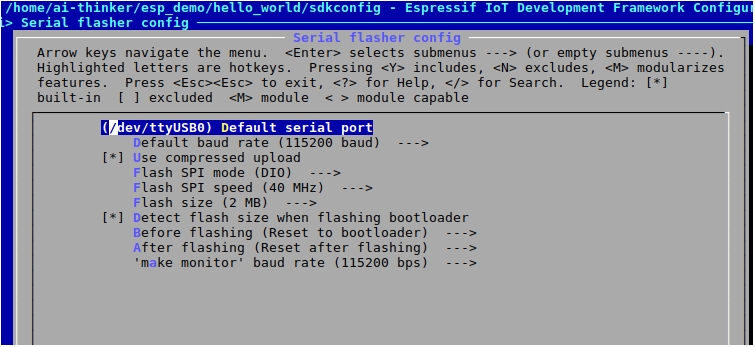 /home/ai-thinker/esp_demo/hello_world/sdkconfig - Espressif IoT Development Framework Configur
i> Serial flasher config
Serial flasher config
Arrow keys navigate the menu.  <Enter> selects submenus ---> (or empty submenus ----).
Highlighted letters are hotkeys.  Pressing <Y> includes, <N> excludes, <M> modularizes
features.  Press <Esc><Esc> to exit, <?> for Help, </> for Search.  Legend: [*]
built-in  [ ] excluded  <M> module  < > module capable
(/dev/ttyUSB0) Default serial port
Default baud rate (115200 baud)  --->
[*] Use compressed upload
Flash SPI mode (DIO)  --->
Flash SPI speed (40 MHz)  --->
Flash size (2 MB)  --->
[*] Detect flash size when flashing bootloader
Before flashing (Reset to bootloader)  --->
After flashing (Reset after flashing)  --->
'make monitor' baud rate (115200 bps)  --->